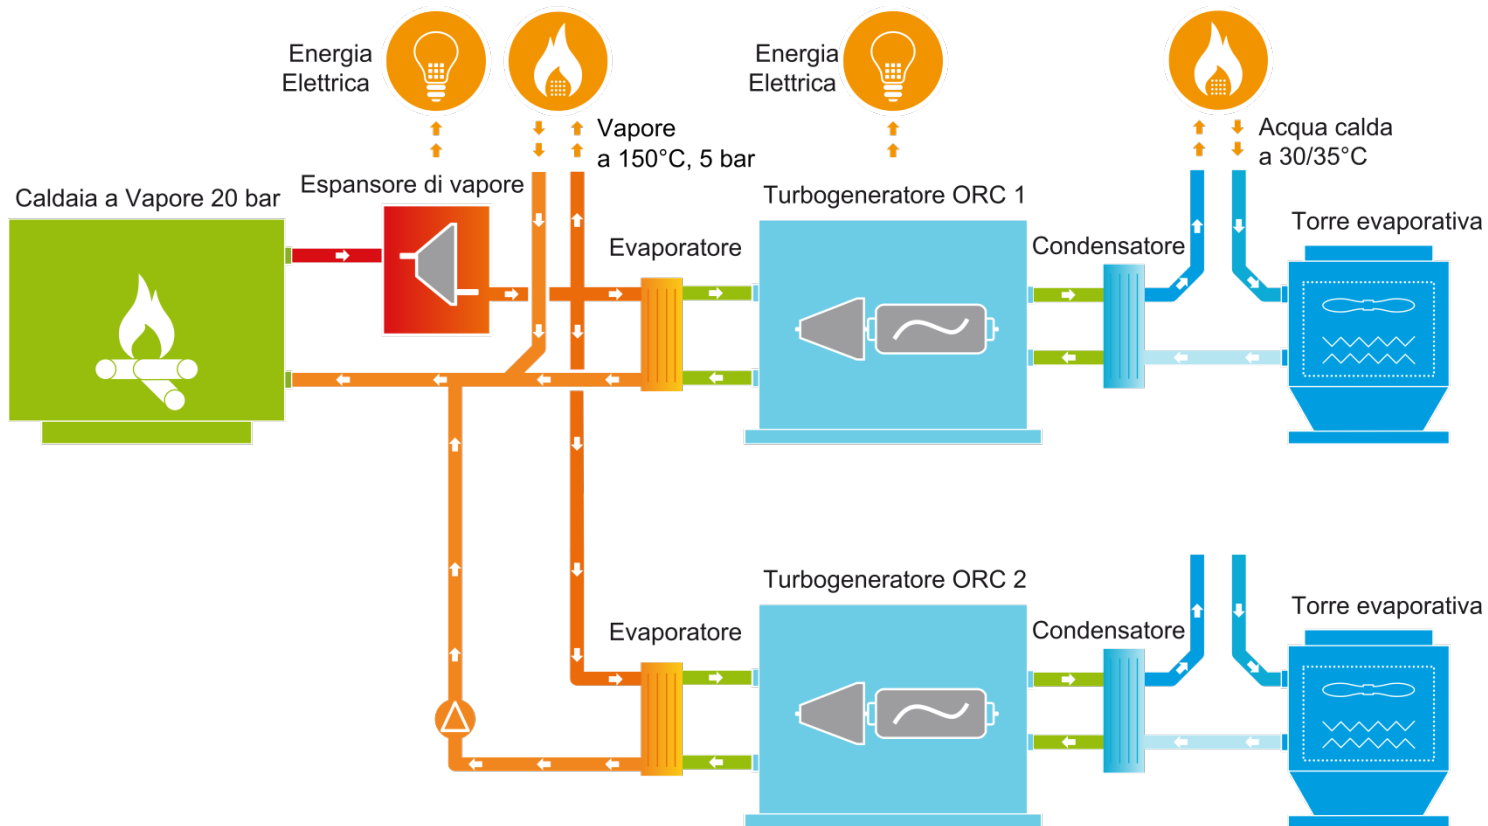 Energia
Elettrica
Vapore
a 150°C, 5 bar
Energia
Elettrica
Acqua calda
a 30/35°C
Caldaia a Vapore 20 bar
Espansore di vapore
Evaporatore
Turbogeneratore ORC 1
Condensatore
Torre evaporativa
Evaporatore
Turbogeneratore ORC 2
Condensatore
Torre evaporativa